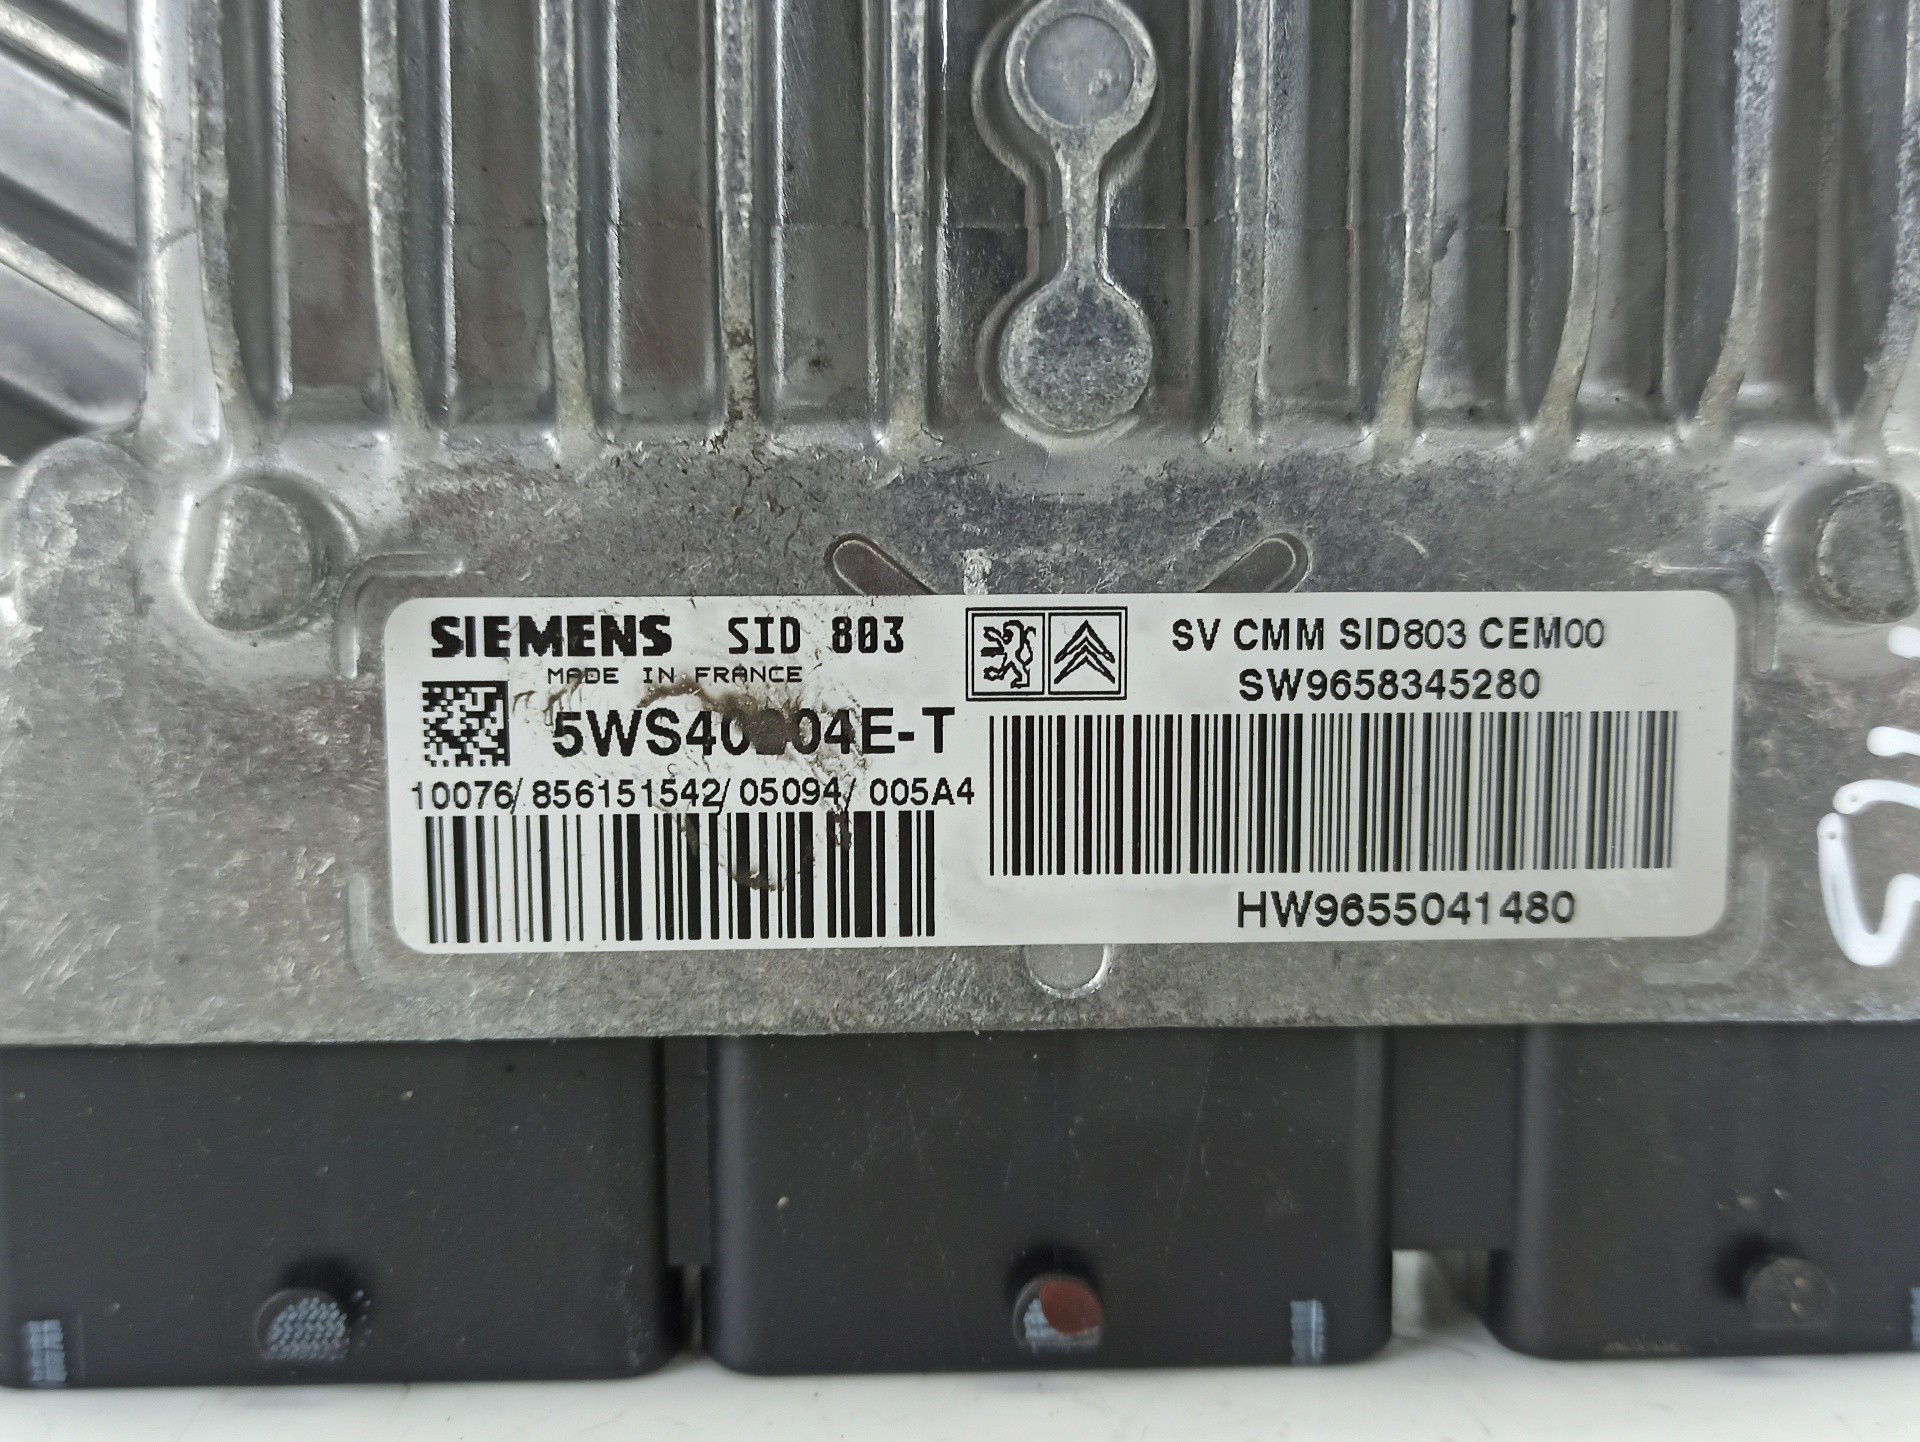 SIEMENS SID 803
MADE IN FRANCE
10076/856151542/05094/005A4
SV CMM SID803 CEM00
SW9658345280
HW9655041480